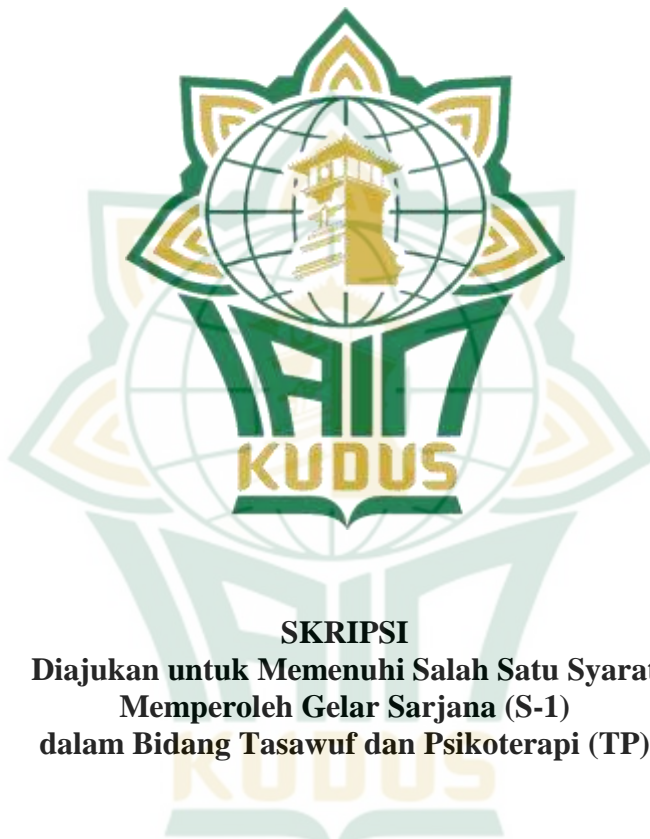 IAIN
KUDUS
SKRIPSI
Diajukan untuk Memenuhi Salah Satu Syarat
Memperoleh Gelar Sarjana (S-1)
dalam Bidang Tasawuf dan Psikoterapi (TP)
KUDUS